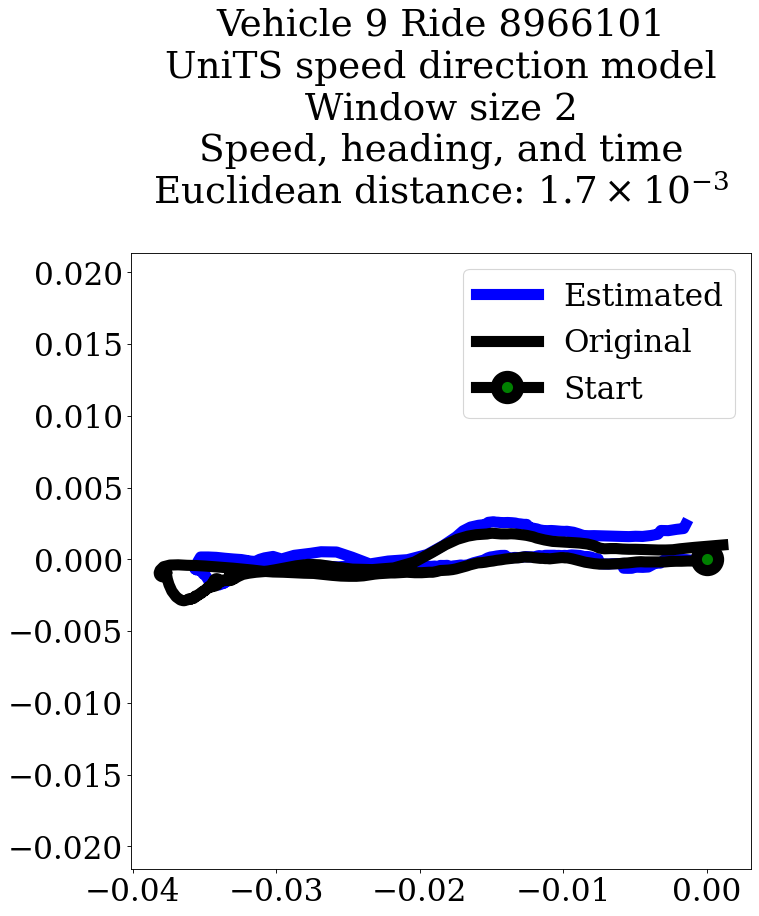 Vehicle 9 Ride 8966101
UniTS speed direction model
Window size 2
Speed, heading, and time
Euclidean distance: 1.7 × 10⁻³
0.020
0.015
0.010
0.005
0.000
−0.005
−0.010
−0.015
−0.020
Estimated
Original
Start
−0.04
−0.03
−0.02
−0.01
0.00